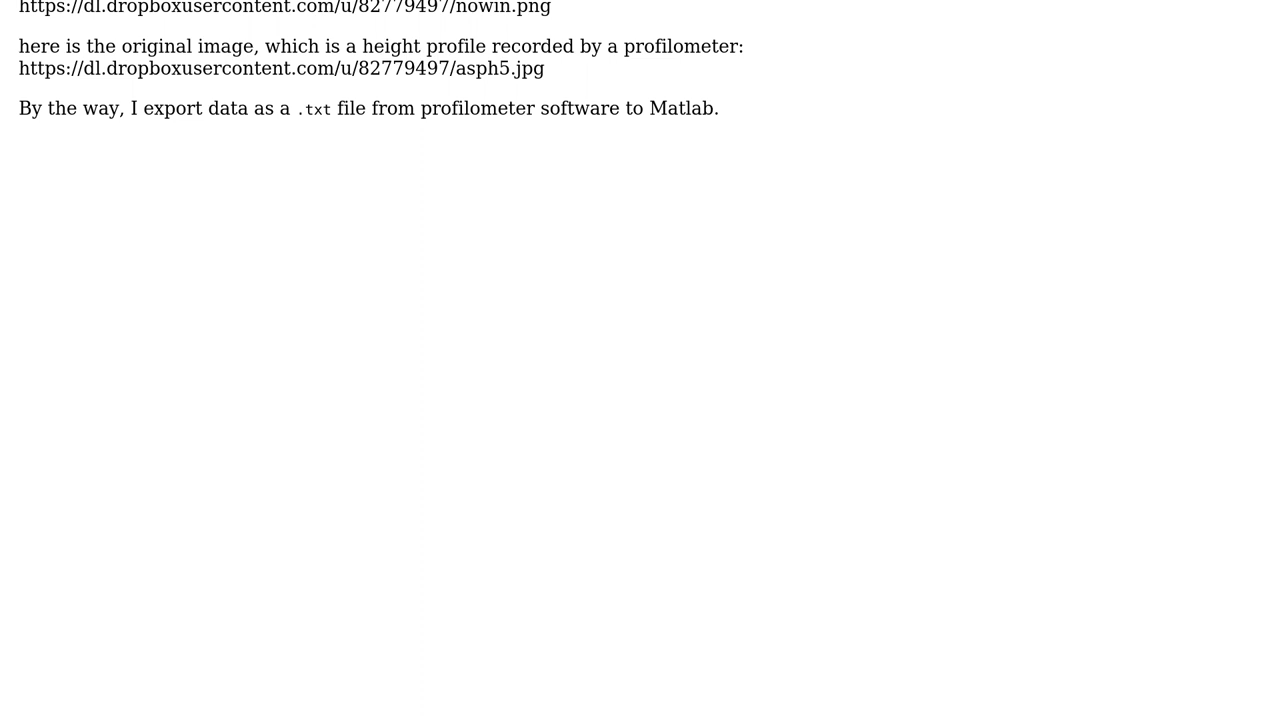 https://dl.dropboxusercontent.com/u/82779497/nowin.png
here is the original image, which is a height profile recorded by a profilometer:
https://dl.dropboxusercontent.com/u/82779497/asph5.jpg
By the way, I export data as a .txt file from profilometer software to Matlab.